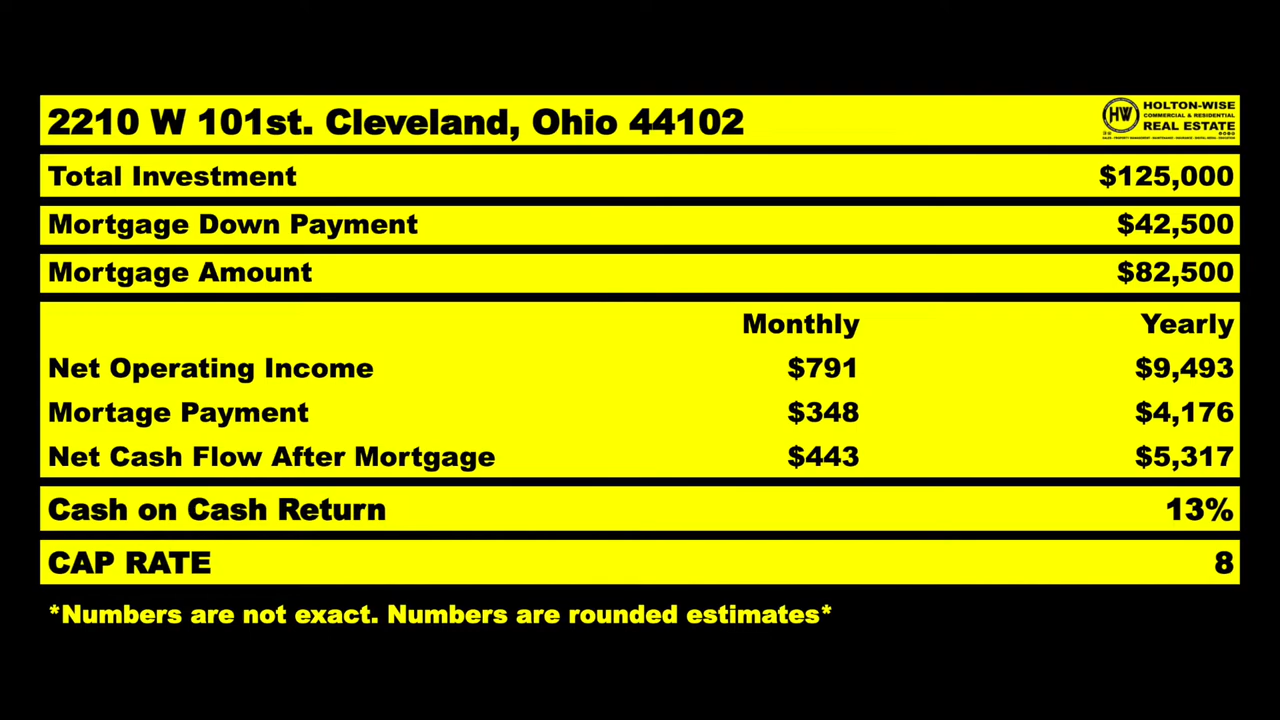 2210 W 101st. Cleveland, Ohio 44102
HW
HOLTON-WISE
COMMERCIAL & RESIDENTIAL
REAL ESTATE
Total Investment $125,000
Mortgage Down Payment $42,500
Mortgage Amount $82,500
Monthly Yearly
Net Operating Income $791 $9,493
Mortage Payment $348 $4,176
Net Cash Flow After Mortgage $443 $5,317
Cash on Cash Return 13%
CAP RATE 8
*Numbers are not exact. Numbers are rounded estimates*